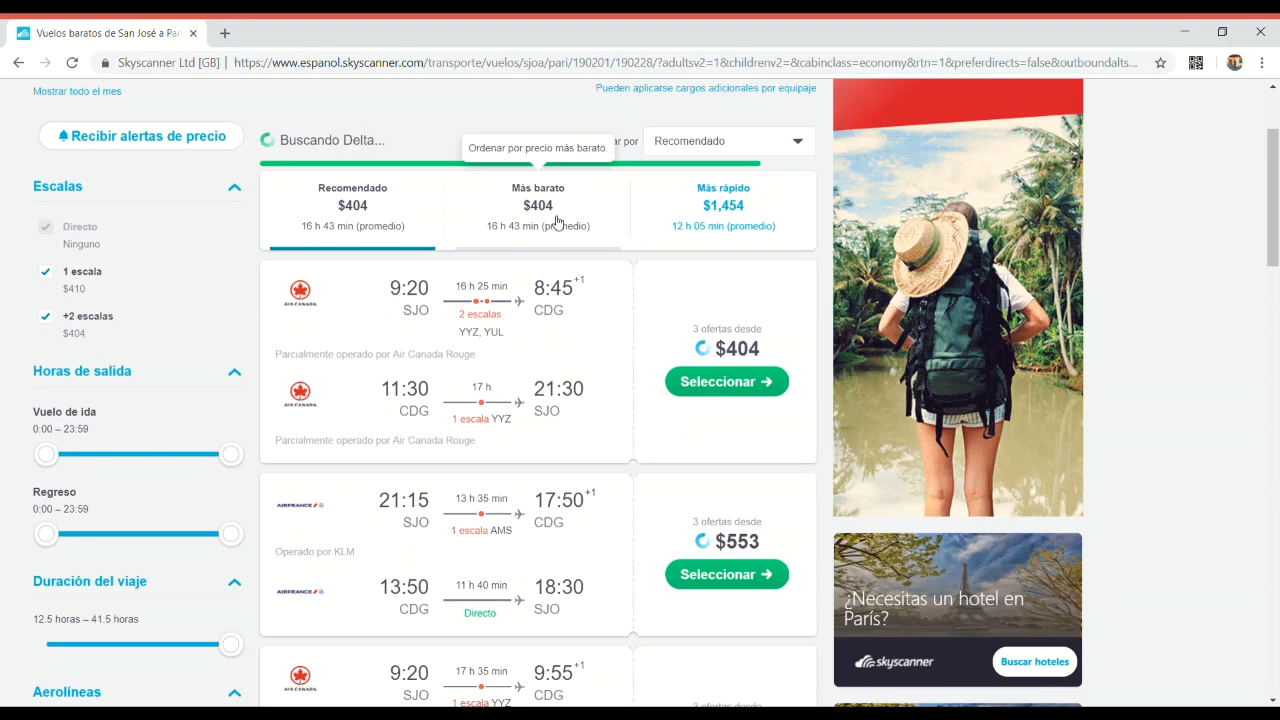 Vuelos baratos de San José a Par
Skyscanner Ltd [GB] | https://www.espanol.skyscanner.com/transporte/vuelos/sjoa/pari/190201/190228/?adultsv2=1&childrenv2=&cabinclass=economy&rtn=1&preferdirects=false&outboundalts...
Mostrar todo el mes
Pueden aplicarse cargos adicionales por equipaje
Recibir alertas de precio
Buscando Delta...
Ordenar por precio más barato.
ar por
Recomendado
Escalas
Directo
Ninguno
1 escala
$410
+2 escalas
$404
Horas de salida
Vuelo de ida
0:00 – 23:59
Regreso
0:00 – 23:59
Duración del viaje
12.5 horas – 41.5 horas
Aerolíneas
Recomendado
$404
16 h 43 min (promedio)
Más barato
$404
16 h 43 min (promedio)
Más rápido
$1,454
12 h 05 min (promedio)
AIR CANADA
9:20
SJO
16 h 25 min
2 escalas
YYZ, YUL
8:45+1
CDG
Parcialmente operado por Air Canada Rouge
AIR CANADA
11:30
CDG
17 h
1 escala YYZ
21:30
SJO
Parcialmente operado por Air Canada Rouge
3 ofertas desde
$404
Seleccionar →
AIRFRANCE
21:15
SJO
13 h 35 min
1 escala AMS
17:50+1
CDG
Operado por KLM
AIRFRANCE
13:50
CDG
11 h 40 min
Directo
18:30
SJO
3 ofertas desde
$553
Seleccionar →
AIR CANADA
9:20
SJO
17 h 35 min
1 escala YYZ
9:55+1
CDG
3 ofertas desde
¿Necesitas un hotel en
París?
skyscanner
Buscar hoteles